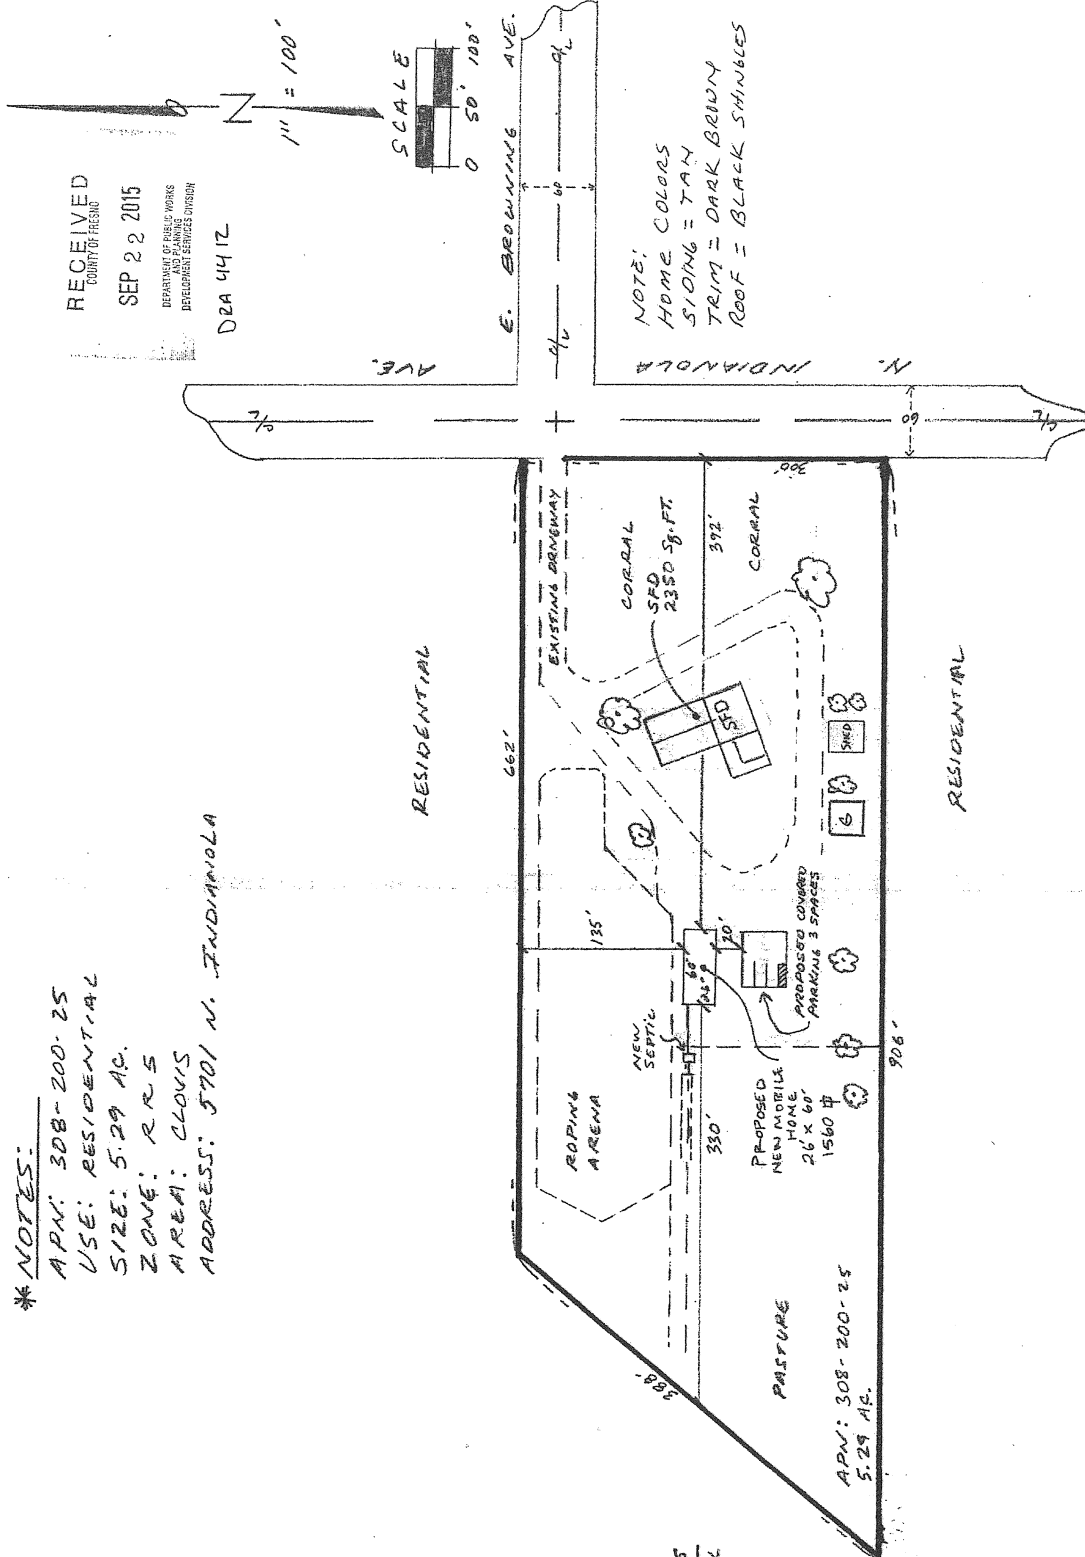 * NOTES:
APN: 308-200-25
USE: RESIDENTIAL
SIZE: 5.29 AC.
ZONE: R R 5
AREA: CLOVIS
ADDRESS: 5701 N. INDIANOLA
RECEIVED
COUNTY OF FRESNO
SEP 22 2015
DEPARTMENT OF PUBLIC WORKS
AND PLANNING
DEVELOPMENT SERVICES DIVISION
DRA 4412
N
1" = 100'
SCALE
0 50' 100'
RESIDENTIAL
AVE.
E. BROWNING AVE.
C/L
C/L
C/L
60
662'
EXISTING DRIVEWAY
NOTE:
HOME COLORS
SIDING = TAN
TRIM = DARK BROWN
ROOF = BLACK SHINGLES
N. INDIANOLA
60
C/L
300'
CORRAL
SFD
2350 Sq. FT.
392'
CORRAL
SFD
135'
ROPING
ARENA
NEW
SEPTIC
60'
26'
20'
SHED
G
PROPOSED COVERED
PARKING 3 SPACES
330'
PROPOSED
NEW MOBILE
HOME
26' x 60'
1560
388'
PASTURE
906'
APN: 308-200-25
5.29 AC.
RESIDENTIAL